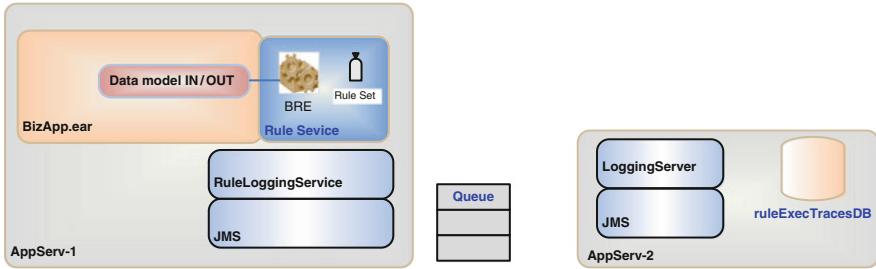 Data model IN/OUT
BRE
Rule Set
BizApp.ear
Rule Sevice
RuleLoggingService
JMS
AppServ-1
Queue
LoggingServer
JMS
ruleExecTracesDB
AppServ-2